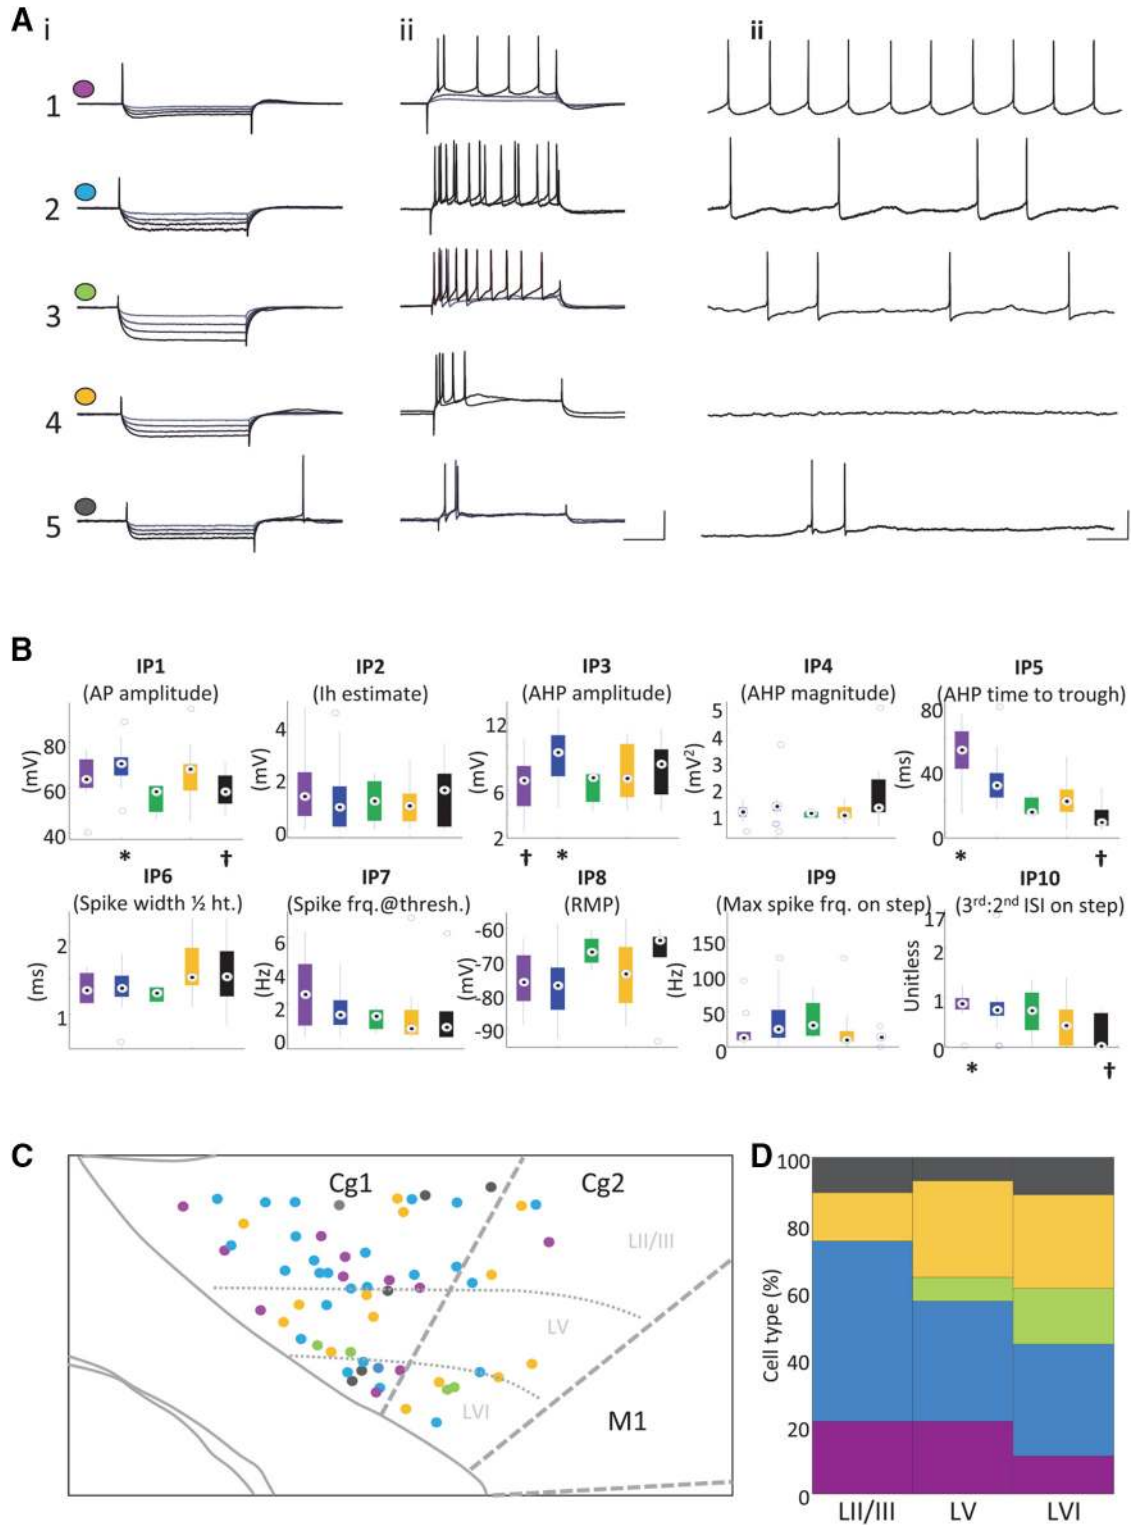 A
i
ii
ii
1
2
3
4
5
B
IP1
(AP amplitude)
(mV)
80
60
40
*
†
IP2
(Ih estimate)
(mV)
4
2
0
IP3
(AHP amplitude)
(mV)
12
6
2
†
*
IP4
(AHP magnitude)
(mV²)
5
4
3
2
1
IP5
(AHP time to trough)
(ms)
80
40
0
*
†
IP6
(Spike width ½ ht.)
(ms)
2
1
IP7
(Spike frq.@thresh.)
(Hz)
6
4
2
0
IP8
(RMP)
(mV)
-60
-70
-80
-90
IP9
(Max spike frq. on step)
(Hz)
150
100
50
0
IP10
(3rd:2nd ISI on step)
Unitless
17
2
1
0
*
†
C
Cg1
Cg2
LII/III
LV
LVI
M1
D
Cell type (%)
100
80
60
40
20
0
LII/III
LV
LVI